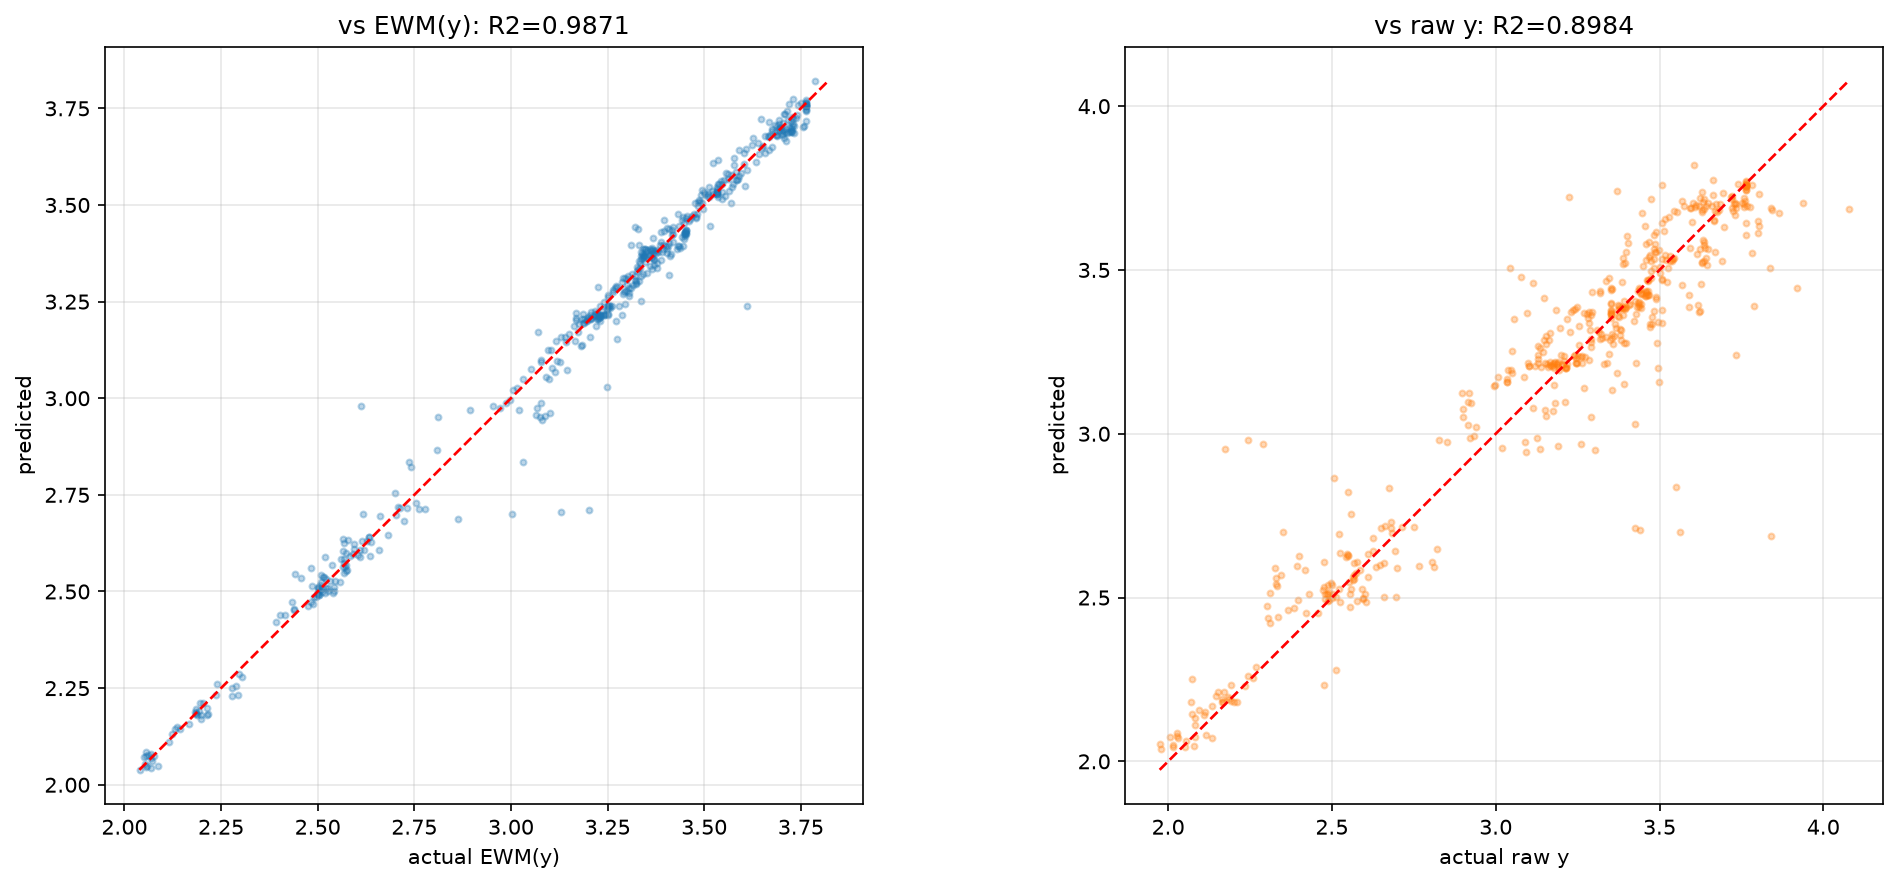 vs EWM(y): R2=0.9871
3.75
3.50
3.25
3.00
2.75
2.50
2.25
2.00
predicted
2.00 2.25 2.50 2.75 3.00 3.25 3.50 3.75
actual EWM(y)
vs raw y: R2=0.8984
4.0
3.5
3.0
2.5
2.0
predicted
2.0 2.5 3.0 3.5 4.0
actual raw y